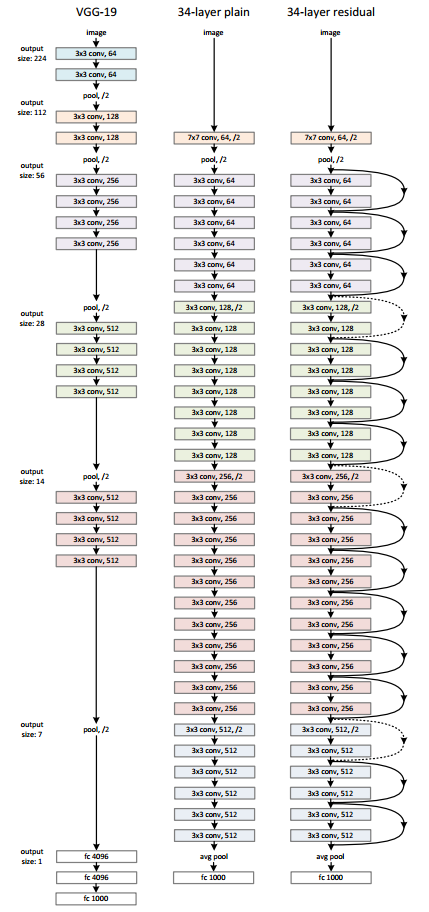 VGG-19
image
output
size: 224
3x3 conv, 64
3x3 conv, 64
pool, /2
output
size: 112
3x3 conv, 128
3x3 conv, 128
pool, /2
output
size: 56
3x3 conv, 256
3x3 conv, 256
3x3 conv, 256
3x3 conv, 256
pool, /2
output
size: 28
3x3 conv, 512
3x3 conv, 512
3x3 conv, 512
3x3 conv, 512
pool, /2
output
size: 14
3x3 conv, 512
3x3 conv, 512
3x3 conv, 512
3x3 conv, 512
output
size: 7
pool, /2
output
size: 1
fc 4096
fc 4096
fc 1000
34-layer plain
image
7x7 conv, 64, /2
pool, /2
3x3 conv, 64
3x3 conv, 64
3x3 conv, 64
3x3 conv, 64
3x3 conv, 64
3x3 conv, 64
3x3 conv, 128, /2
3x3 conv, 128
3x3 conv, 128
3x3 conv, 128
3x3 conv, 128
3x3 conv, 128
3x3 conv, 128
3x3 conv, 128
3x3 conv, 256, /2
3x3 conv, 256
3x3 conv, 256
3x3 conv, 256
3x3 conv, 256
3x3 conv, 256
3x3 conv, 256
3x3 conv, 256
3x3 conv, 256
3x3 conv, 256
3x3 conv, 256
3x3 conv, 256
3x3 conv, 512, /2
3x3 conv, 512
3x3 conv, 512
3x3 conv, 512
3x3 conv, 512
3x3 conv, 512
avg pool
fc 1000
34-layer residual
image
7x7 conv, 64, /2
pool, /2
3x3 conv, 64
3x3 conv, 64
3x3 conv, 64
3x3 conv, 64
3x3 conv, 64
3x3 conv, 64
3x3 conv, 128, /2
3x3 conv, 128
3x3 conv, 128
3x3 conv, 128
3x3 conv, 128
3x3 conv, 128
3x3 conv, 128
3x3 conv, 128
3x3 conv, 256, /2
3x3 conv, 256
3x3 conv, 256
3x3 conv, 256
3x3 conv, 256
3x3 conv, 256
3x3 conv, 256
3x3 conv, 256
3x3 conv, 256
3x3 conv, 256
3x3 conv, 256
3x3 conv, 256
3x3 conv, 512, /2
3x3 conv, 512
3x3 conv, 512
3x3 conv, 512
3x3 conv, 512
3x3 conv, 512
avg pool
fc 1000